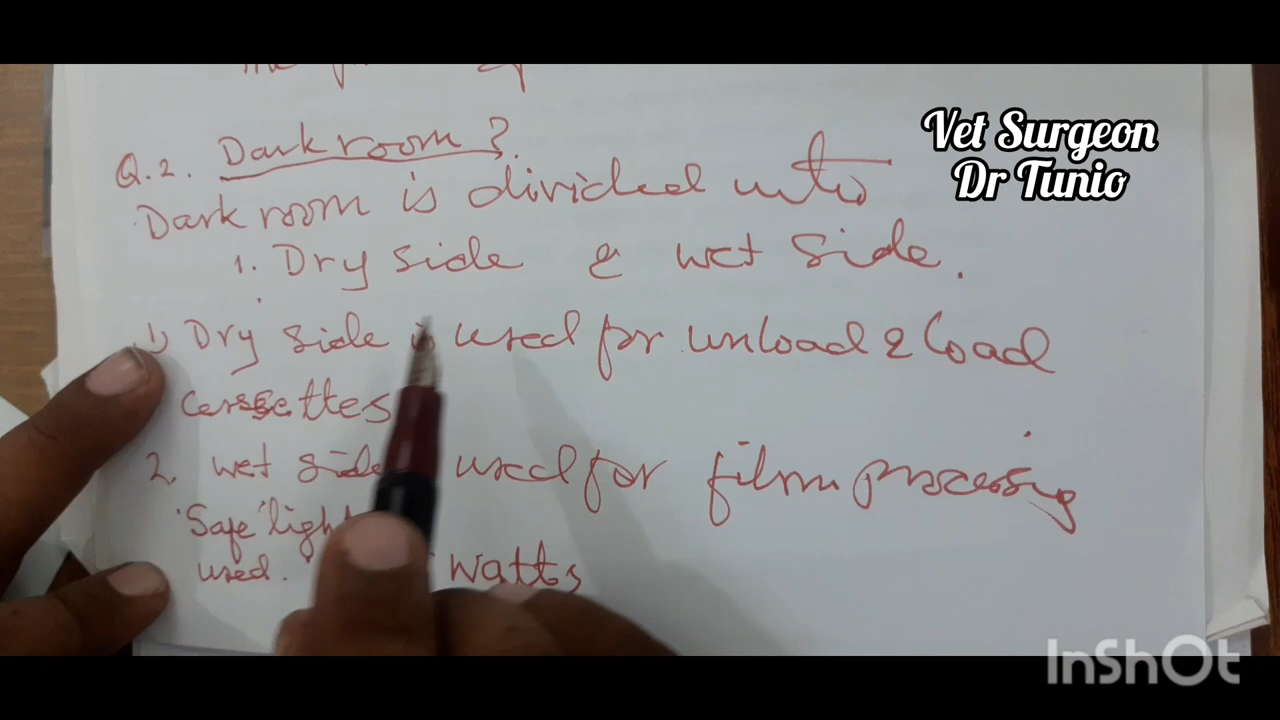 Vet Surgeon
Dr Tunio
Q.2. Dark room?
Dark room is divided into
1. Dry side & wet side.
1) Dry side is used for unload & load
cassettes
2. wet side used for film processing
"Safe" light
used. Watts
InShOt